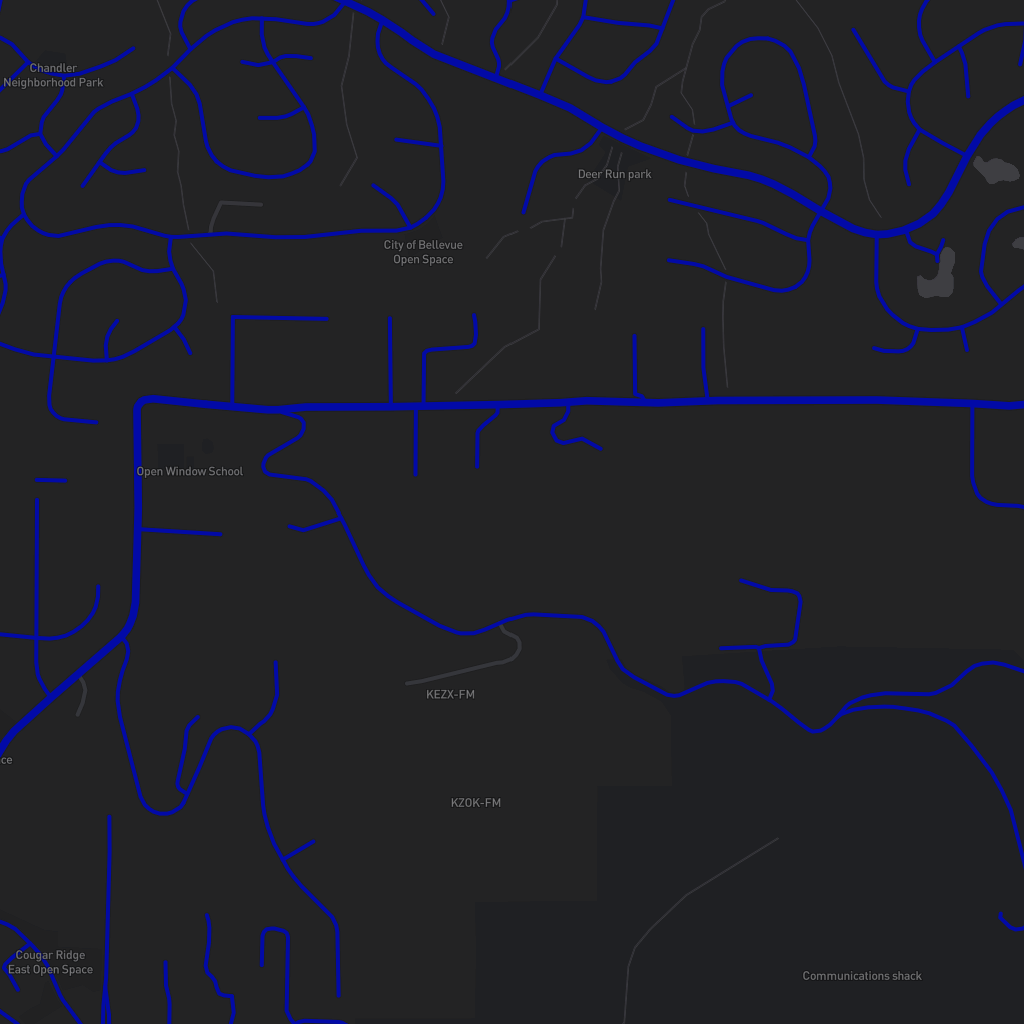 Chandler
Neighborhood Park
Deer Run park
City of Bellevue
Open Space
Open Window School
KEZX-FM
ce
KZOK-FM
Cougar Ridge
East Open Space
Communications shack